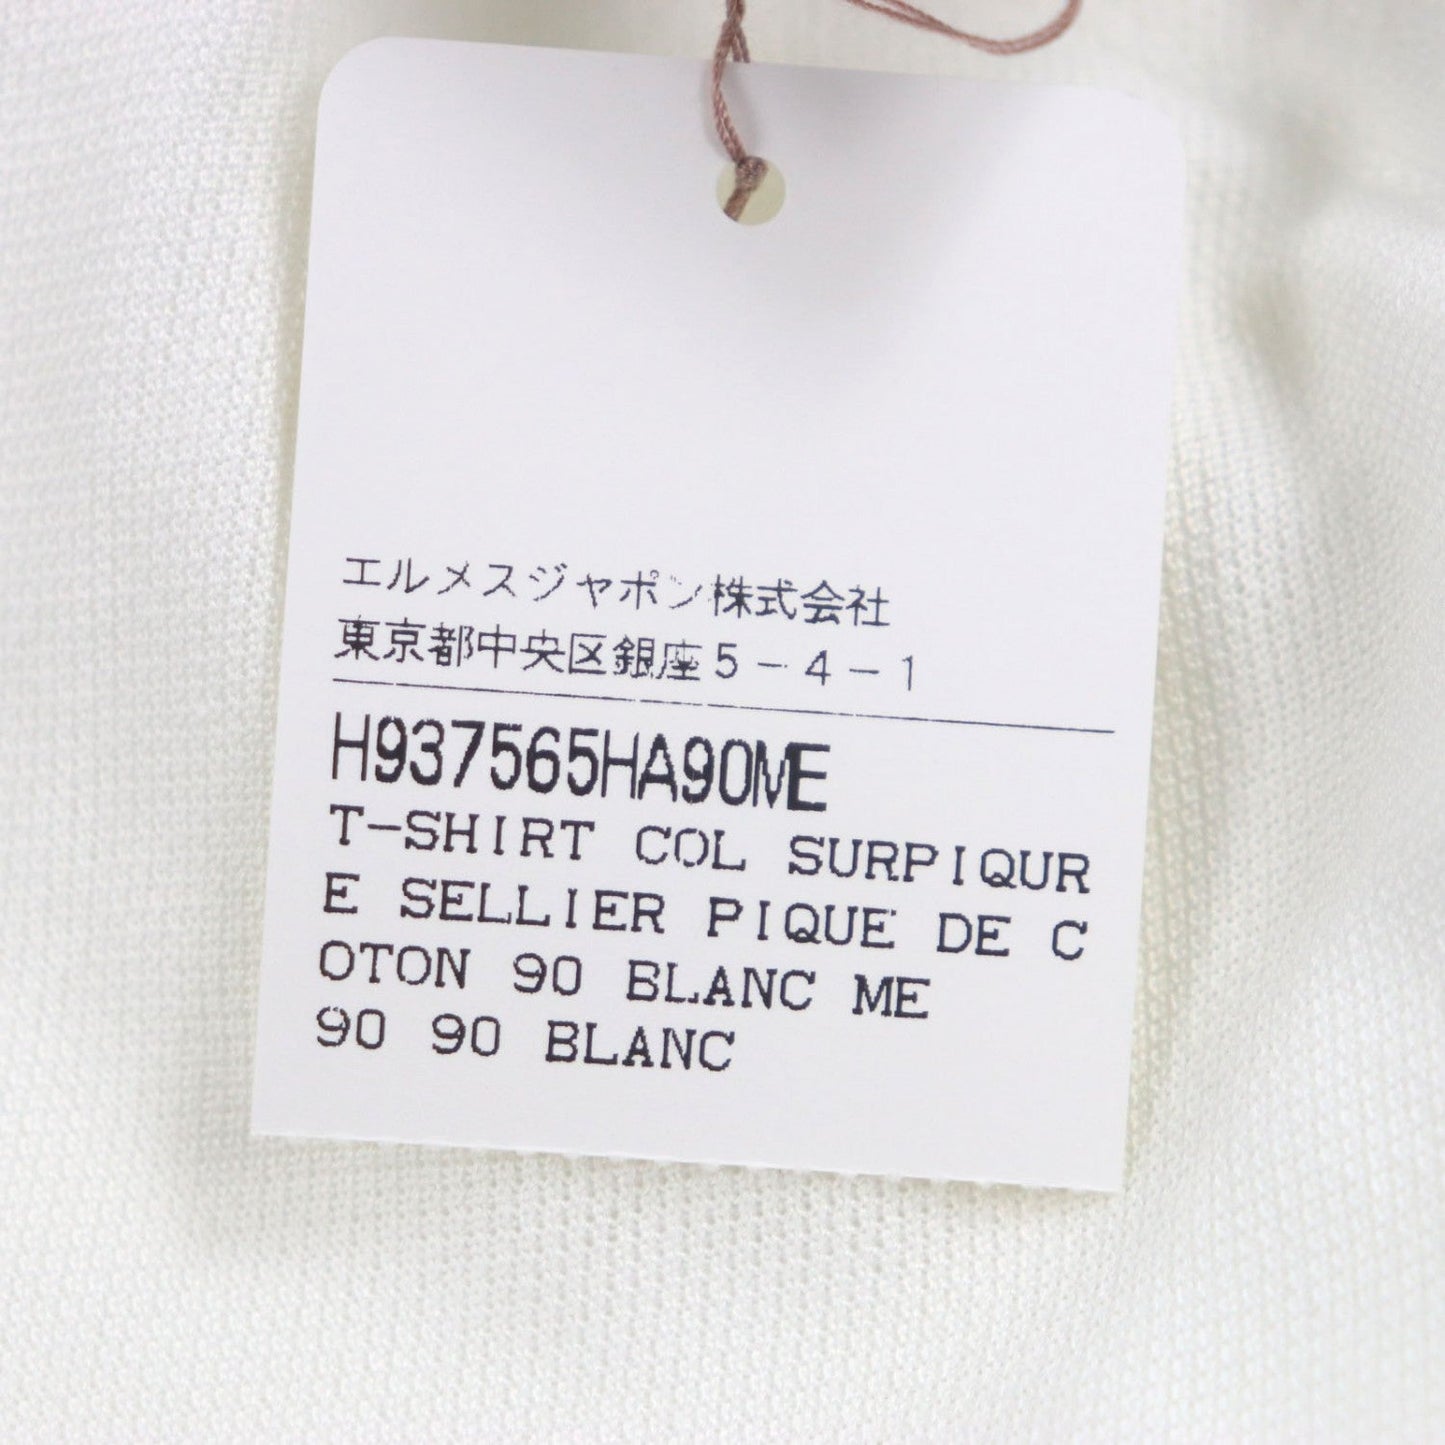 エルメスジャポン株式会社
東京都中央区銀座5-4-1
H937565HA90ME
T-SHIRT COL SURPIQUR
E SELLIER PIQUE DE C
OTON 90 BLANC ME
90 90 BLANC